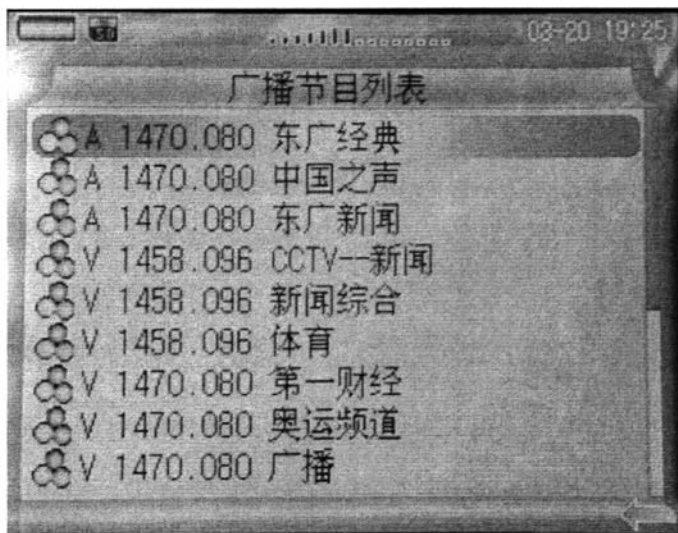 SD 03-20 19:25
广播节目列表
A 1470.080 东广经典
A 1470.080 中国之声
A 1470.080 东广新闻
V 1458.096 CCTV--新闻
V 1458.096 新闻综合
V 1458.096 体育
V 1470.080 第一财经
V 1470.080 奥运频道
V 1470.080 广播